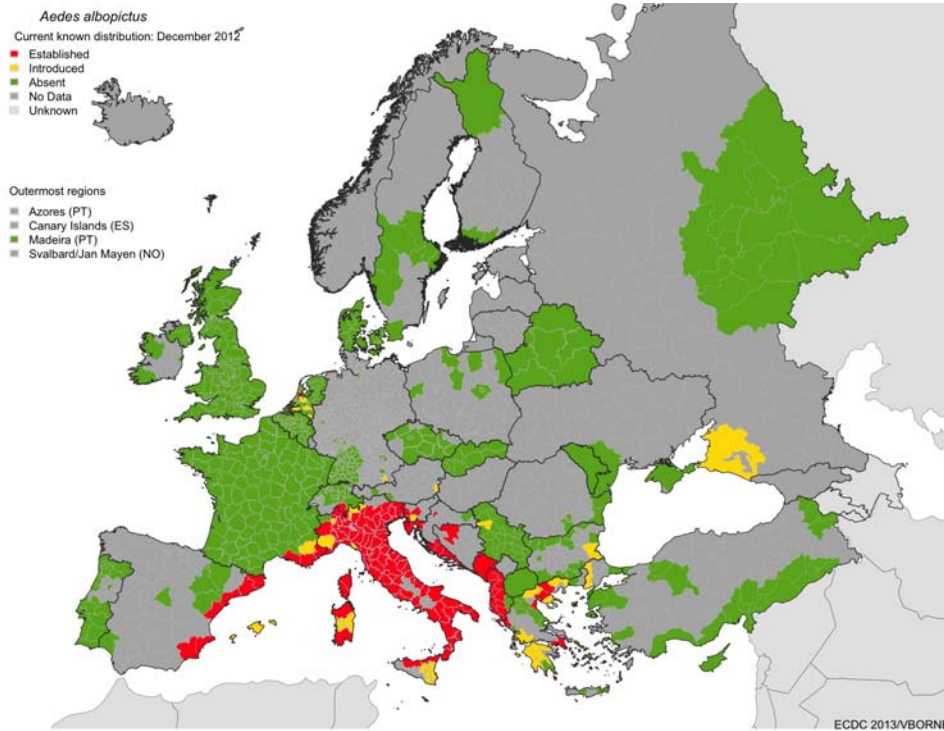 Aedes albopictus
Current known distribution: December 2012
Established
Introduced
Absent
No Data
Unknown
Outermost regions
Azores (PT)
Canary Islands (ES)
Madeira (PT)
Svalbard/Jan Mayen (NO)
ECDC 2013/VBORNE